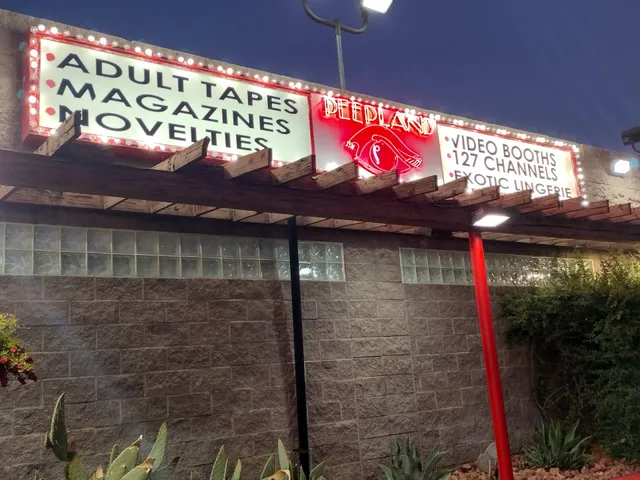 •ADULT TAPES
•MAGAZINES
•NOVELTIES
PEEPLAND
P
•VIDEO BOOTHS
•127 CHANNELS
•EXOTIC LINGERIE